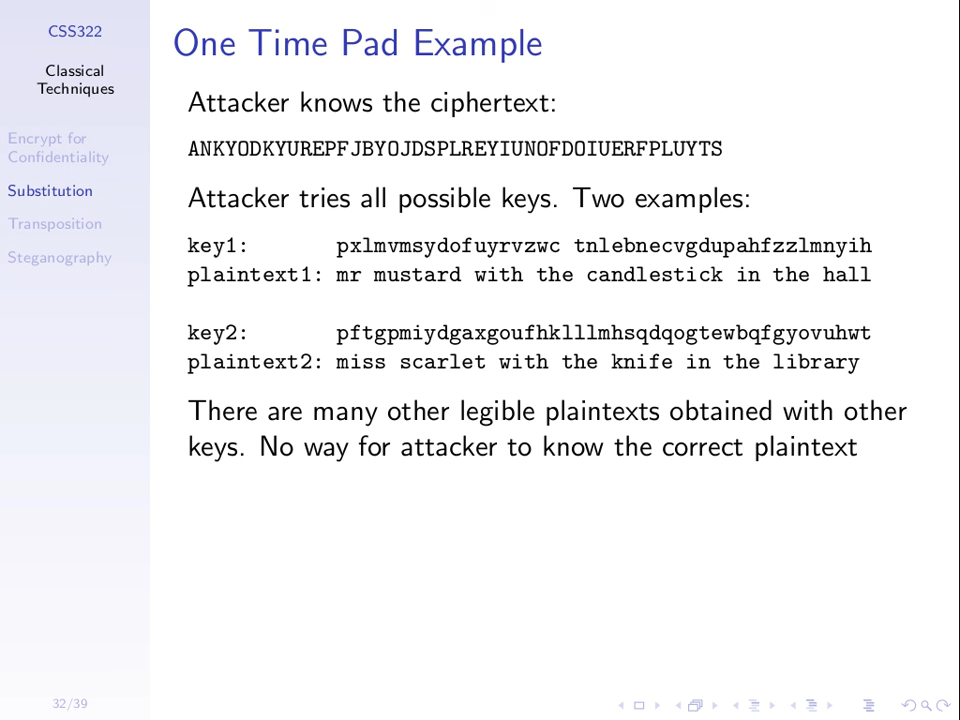 CSS322
Classical
Techniques
Encrypt for
Confidentiality
Substitution
Transposition
Steganography
One Time Pad Example
Attacker knows the ciphertext:
ANKYODKYUREPFJBYOJDSPLREYIUNOFDOIUERFPLUYTS
Attacker tries all possible keys. Two examples:
key1: pxlmvmsydofuyrvzwc tnlebnecvgdupahfzzlmnyih
plaintext1: mr mustard with the candlestick in the hall
key2: pftgpmiydgaxgoufhklllmhsqdqogtewbqfgyovuhwt
plaintext2: miss scarlet with the knife in the library
There are many other legible plaintexts obtained with other
keys. No way for attacker to know the correct plaintext
32/39